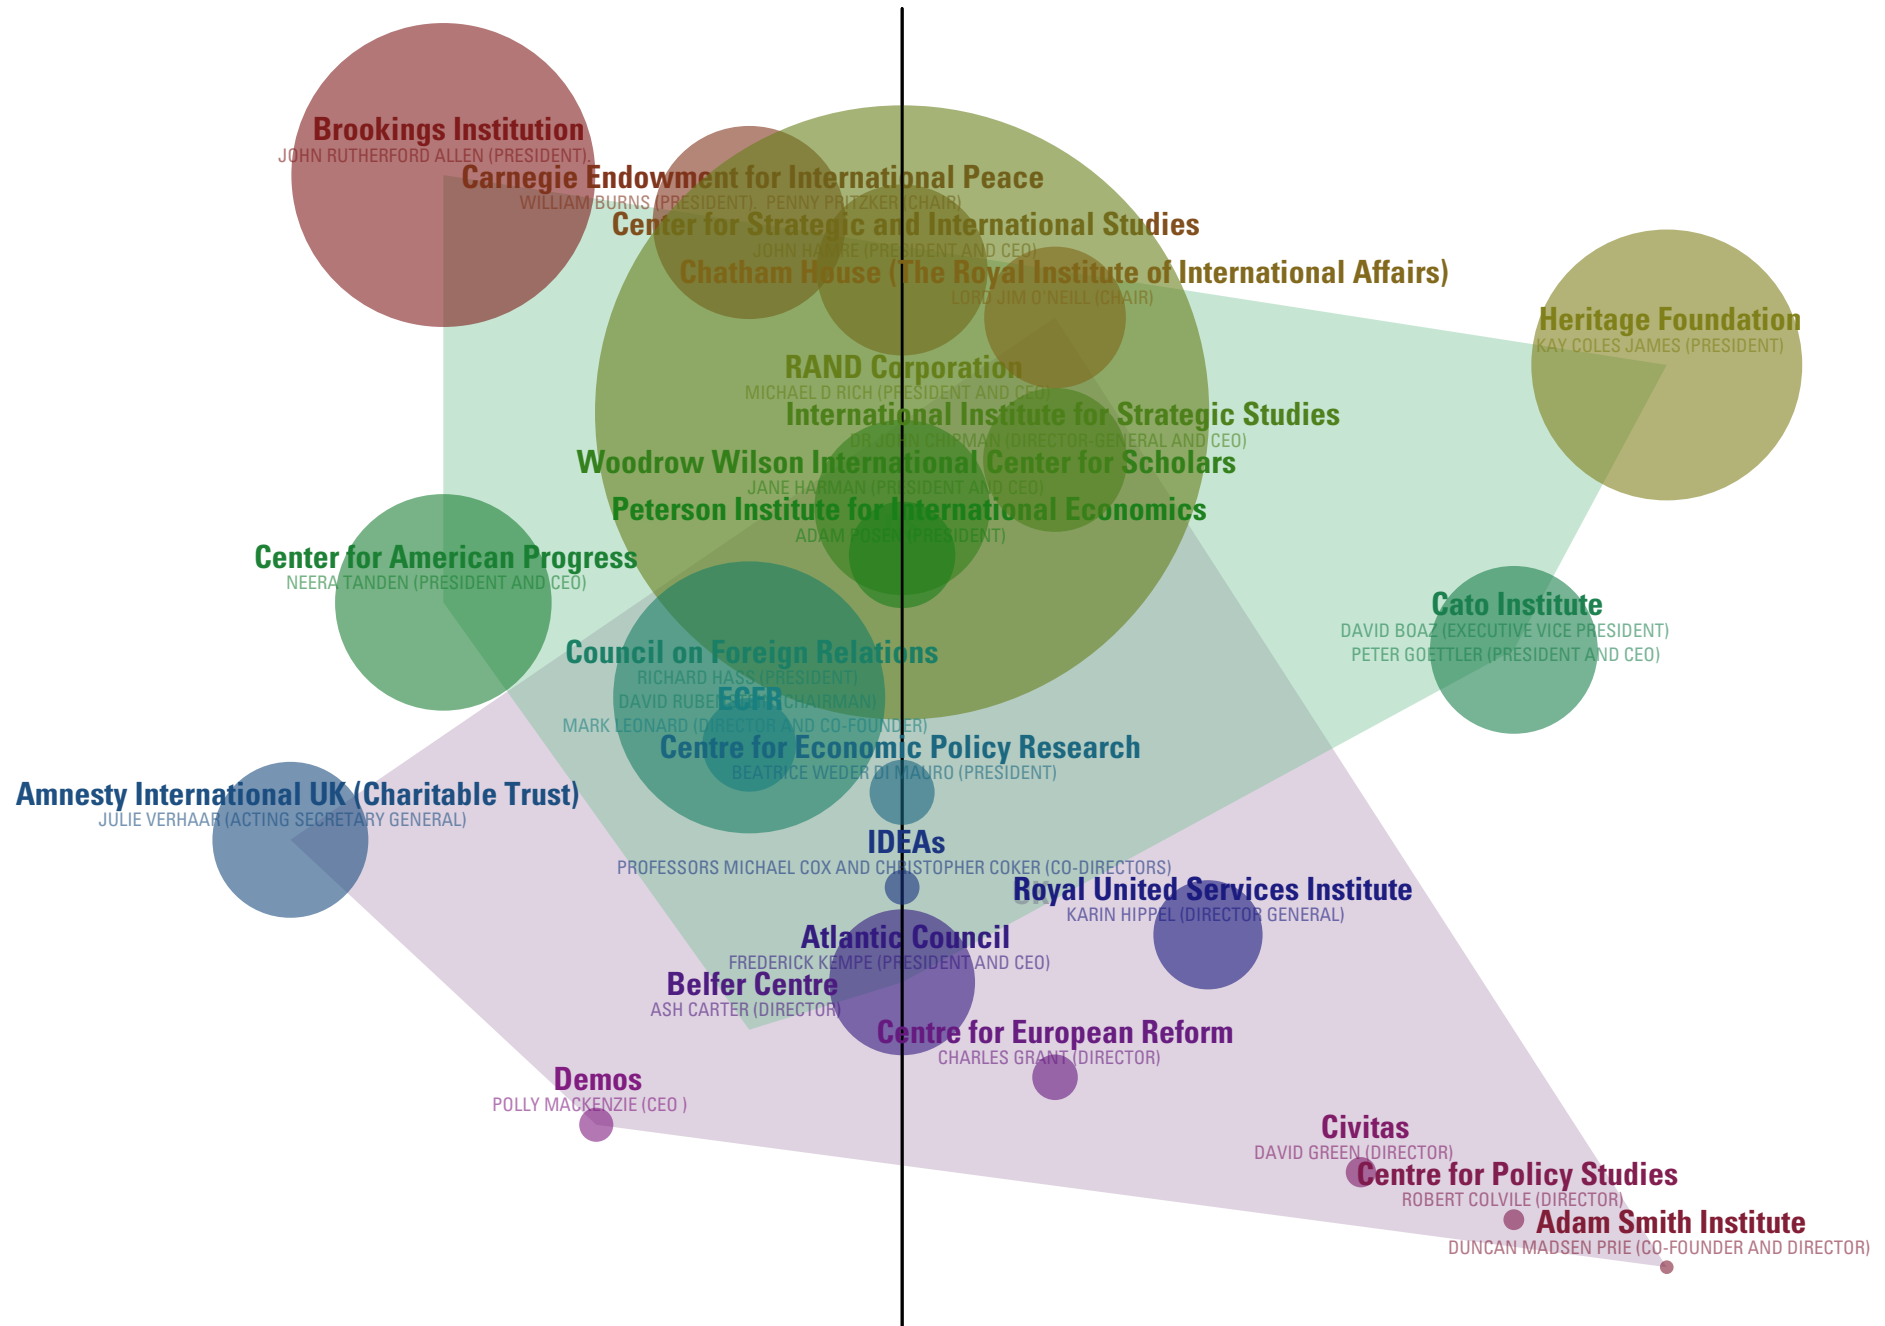 Brookings Institution
JOHN RUTHERFORD ALLEN (PRESIDENT).
Carnegie Endowment for International Peace
WILLIAM BURNS (PRESIDENT). PENNY PRITZKER (CHAIR)
Center for Strategic and International Studies
JOHN HAMRE (PRESIDENT AND CEO)
Chatham House (The Royal Institute of International Affairs)
LORD JIM O'NEILL (CHAIR)
Heritage Foundation
KAY COLES JAMES (PRESIDENT)
RAND Corporation
MICHAEL D RICH (PRESIDENT AND CEO)
International Institute for Strategic Studies
DR JOHN CHIPMAN (DIRECTOR-GENERAL AND CEO)
Woodrow Wilson International Center for Scholars
JANE HARMAN (PRESIDENT AND CEO)
Peterson Institute for International Economics
ADAM POSEN (PRESIDENT)
Center for American Progress
NEERA TANDEN (PRESIDENT AND CEO)
Cato Institute
DAVID BOAZ (EXECUTIVE VICE PRESIDENT)
PETER GOETTLER (PRESIDENT AND CEO)
Council on Foreign Relations
RICHARD HASS (PRESIDENT)
DAVID RUBENSTEIN (CHAIRMAN)
ECFR
MARK LEONARD (DIRECTOR AND CO-FOUNDER)
Centre for Economic Policy Research
BEATRICE WEDER DI MAURO (PRESIDENT)
Amnesty International UK (Charitable Trust)
JULIE VERHAAR (ACTING SECRETARY GENERAL)
IDEAs
PROFESSORS MICHAEL COX AND CHRISTOPHER COKER (CO-DIRECTORS)
Royal United Services Institute
KARIN HIPPEL (DIRECTOR GENERAL)
Atlantic Council
FREDERICK KEMPE (PRESIDENT AND CEO)
Belfer Centre
ASH CARTER (DIRECTOR)
Centre for European Reform
CHARLES GRANT (DIRECTOR)
Demos
POLLY MACKENZIE (CEO )
Civitas
DAVID GREEN (DIRECTOR)
Centre for Policy Studies
ROBERT COLVILE (DIRECTOR)
Adam Smith Institute
DUNCAN MADSEN PRIE (CO-FOUNDER AND DIRECTOR)